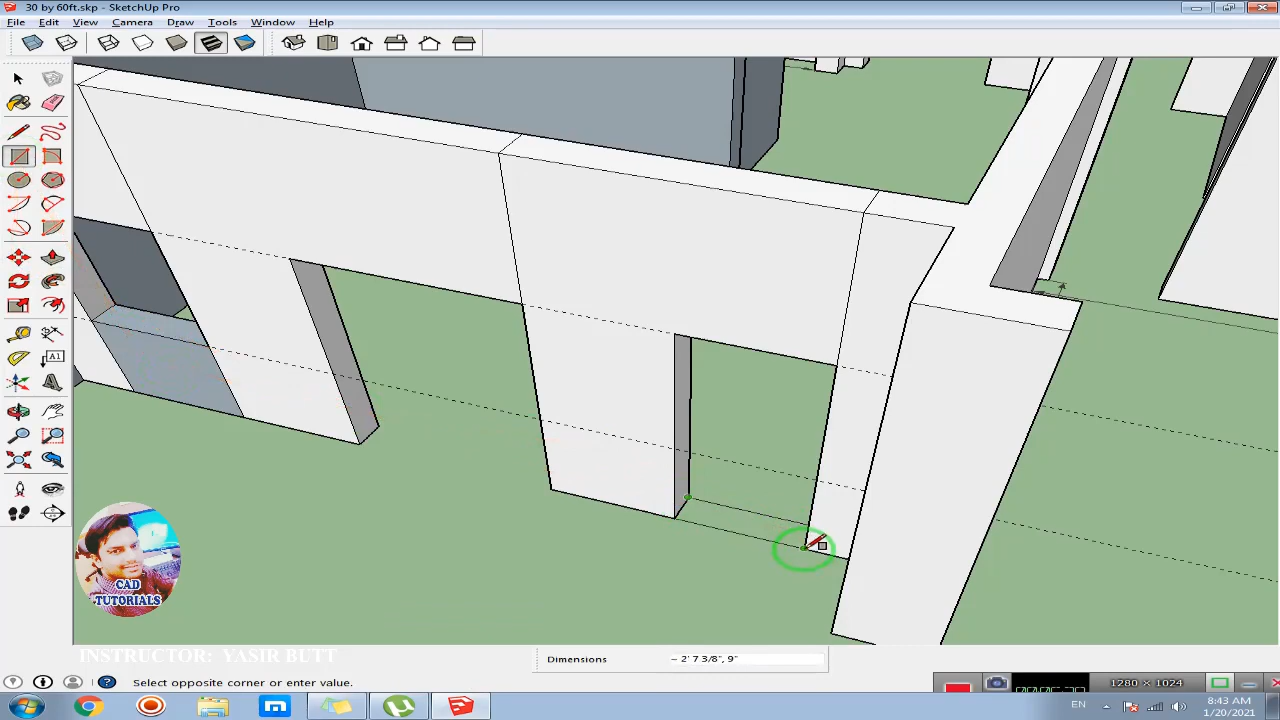 30 by 60ft.skp - SketchUp Pro
File Edit View Camera Draw Tools Window Help
A1
CAD
TUTORIALS
INSTRUCTOR: YASIR BUTT
Dimensions ~ 2' 7 3/8", 9"
Select opposite corner or enter value.
1280 × 1024
EN
8:43 AM
1/20/2021